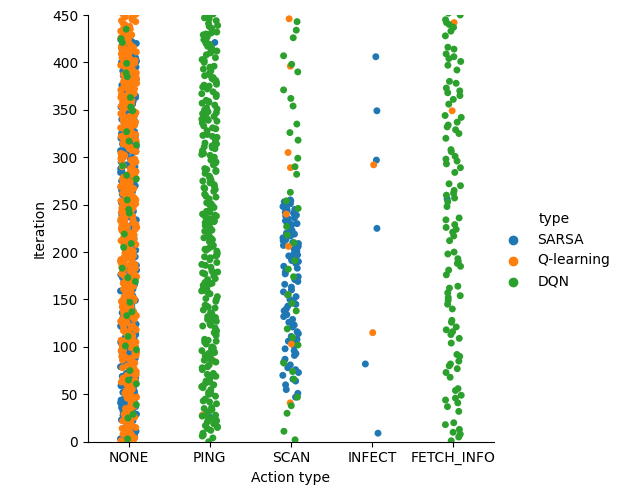 450
400
350
300
250
200
150
100
50
0
Iteration
NONE PING SCAN INFECT FETCH_INFO
Action type
type
SARSA
Q-learning
DQN